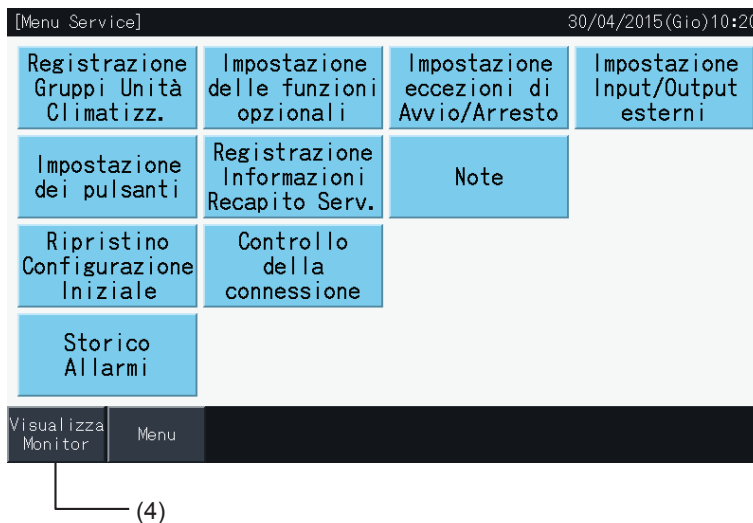 [Menu Service] 30/04/2015(Gio)10:20
Registrazione
Gruppi Unità
Climatizz.
Impostazione
delle funzioni
opzionali
Impostazione
eccezioni di
Avvio/Arresto
Impostazione
Input/Output
esterni
Impostazione
dei pulsanti
Registrazione
Informazioni
Recapito Serv.
Note
Ripristino
Configurazione
Iniziale
Controllo
della
connessione
Storico
Allarmi
Visualizza
Monitor
Menu
(4)